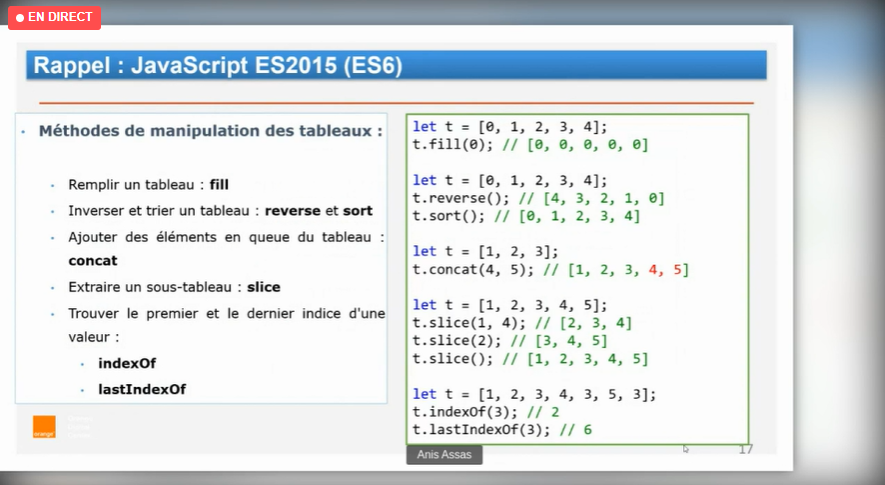 EN DIRECT
Rappel : JavaScript ES2015 (ES6)
Méthodes de manipulation des tableaux :
Remplir un tableau : fill
Inverser et trier un tableau : reverse et sort
Ajouter des éléments en queue du tableau :
concat
Extraire un sous-tableau : slice
Trouver le premier et le dernier indice d'une
valeur :
indexOf
lastIndexOf
let t = [0, 1, 2, 3, 4];
t.fill(0); // [0, 0, 0, 0, 0]
let t = [0, 1, 2, 3, 4];
t.reverse(); // [4, 3, 2, 1, 0]
t.sort(); // [0, 1, 2, 3, 4]
let t = [1, 2, 3];
t.concat(4, 5); // [1, 2, 3, 4, 5]
let t = [1, 2, 3, 4, 5];
t.slice(1, 4); // [2, 3, 4]
t.slice(2); // [3, 4, 5]
t.slice(); // [1, 2, 3, 4, 5]
let t = [1, 2, 3, 4, 3, 5, 3];
t.indexOf(3); // 2
t.lastIndexOf(3); // 6
orange
17
Anis Assas